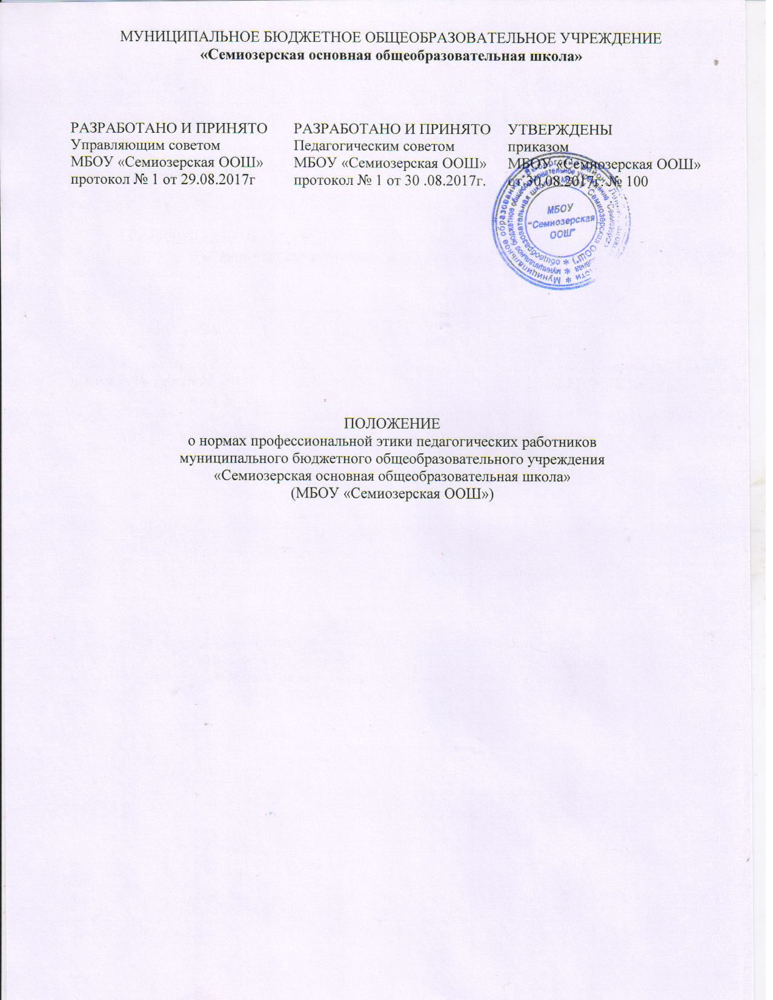 МУНИЦИПАЛЬНОЕ БЮДЖЕТНОЕ ОБЩЕОБРАЗОВАТЕЛЬНОЕ УЧРЕЖДЕНИЕ
«Семиозерская основная общеобразовательная школа»
РАЗРАБОТАНО И ПРИНЯТО
Управляющим советом
МБОУ «Семиозерская ООШ»
протокол № 1 от 29.08.2017г
РАЗРАБОТАНО И ПРИНЯТО
Педагогическим советом
МБОУ «Семиозерская ООШ»
протокол № 1 от 30 .08.2017г.
УТВЕРЖДЕНЫ
приказом
МБОУ «Семиозерская ООШ»
от 30.08.2017г. № 100
МБОУ
"Семиозерская
ООШ"
ПОЛОЖЕНИЕ
о нормах профессиональной этики педагогических работников
муниципального бюджетного общеобразовательного учреждения
«Семиозерская основная общеобразовательная школа»
(МБОУ «Семиозерская ООШ»)